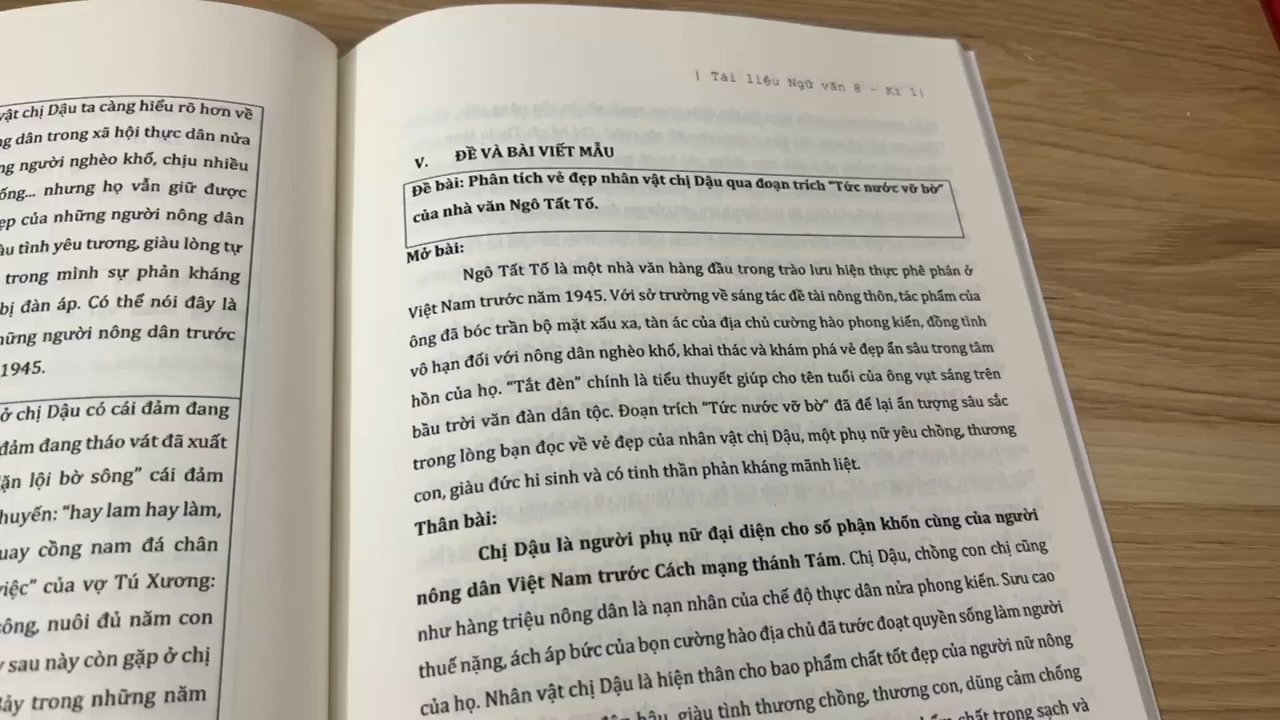 vật chị Dậu ta càng hiểu rõ hơn về
dân trong xã hội thực dân nửa
người nghèo khổ, chịu nhiều
nhưng họ vẫn giữ được
của những người nông dân
tình yêu tương, giàu lòng tự
trong mình sự phản kháng
bị đàn áp. Có thể nói đây là
người nông dân trước
1945.
ở chị Dậu có cái đảm đang
đảm đang tháo vát đã xuất
lội bờ sông” cái đảm
“hay lam hay làm,
cồng nam đá chân
của vợ Tú Xương:
nuôi đủ năm con
sau này còn gặp ở chị
trong những năm
| Tài liệu Ngữ văn 8 – Kì 1|
V. ĐỀ VÀ BÀI VIẾT MẪU
Đề bài: Phân tích vẻ đẹp nhân vật chị Dậu qua đoạn trích “Tức nước vỡ bờ”
của nhà văn Ngô Tất Tố.
Mở bài:
Ngô Tất Tố là một nhà văn hàng đầu trong trào lưu hiện thực phê phán ở
Việt Nam trước năm 1945. Với sở trường về sáng tác đề tài nông thôn, tác phẩm của
ông đã bóc trần bộ mặt xấu xa, tàn ác của địa chủ cường hào phong kiến, đồng tình
vô hạn đối với nông dân nghèo khổ, khai thác và khám phá vẻ đẹp ẩn sâu trong tâm
hồn của họ. “Tắt đèn” chính là tiểu thuyết giúp cho tên tuổi của ông vụt sáng trên
bầu trời văn đàn dân tộc. Đoạn trích “Tức nước vỡ bờ” đã để lại ấn tượng sâu sắc
trong lòng bạn đọc về vẻ đẹp của nhân vật chị Dậu, một phụ nữ yêu chồng, thương
con, giàu đức hi sinh và có tinh thần phản kháng mãnh liệt.
Thân bài:
Chị Dậu là người phụ nữ đại diện cho số phận khốn cùng của người
nông dân Việt Nam trước Cách mạng tháng Tám. Chị Dậu, chồng con chị cũng
như hàng triệu nông dân là nạn nhân của chế độ thực dân nửa phong kiến. Sưu cao
thuế nặng, ách áp bức của bọn cường hào địa chủ đã tước đoạt quyền sống làm người
của họ. Nhân vật chị Dậu là hiện thân cho bao phẩm chất tốt đẹp của người nữ nông
giàu tình thương chồng, thương con, dũng cảm chống
chất trong sạch và